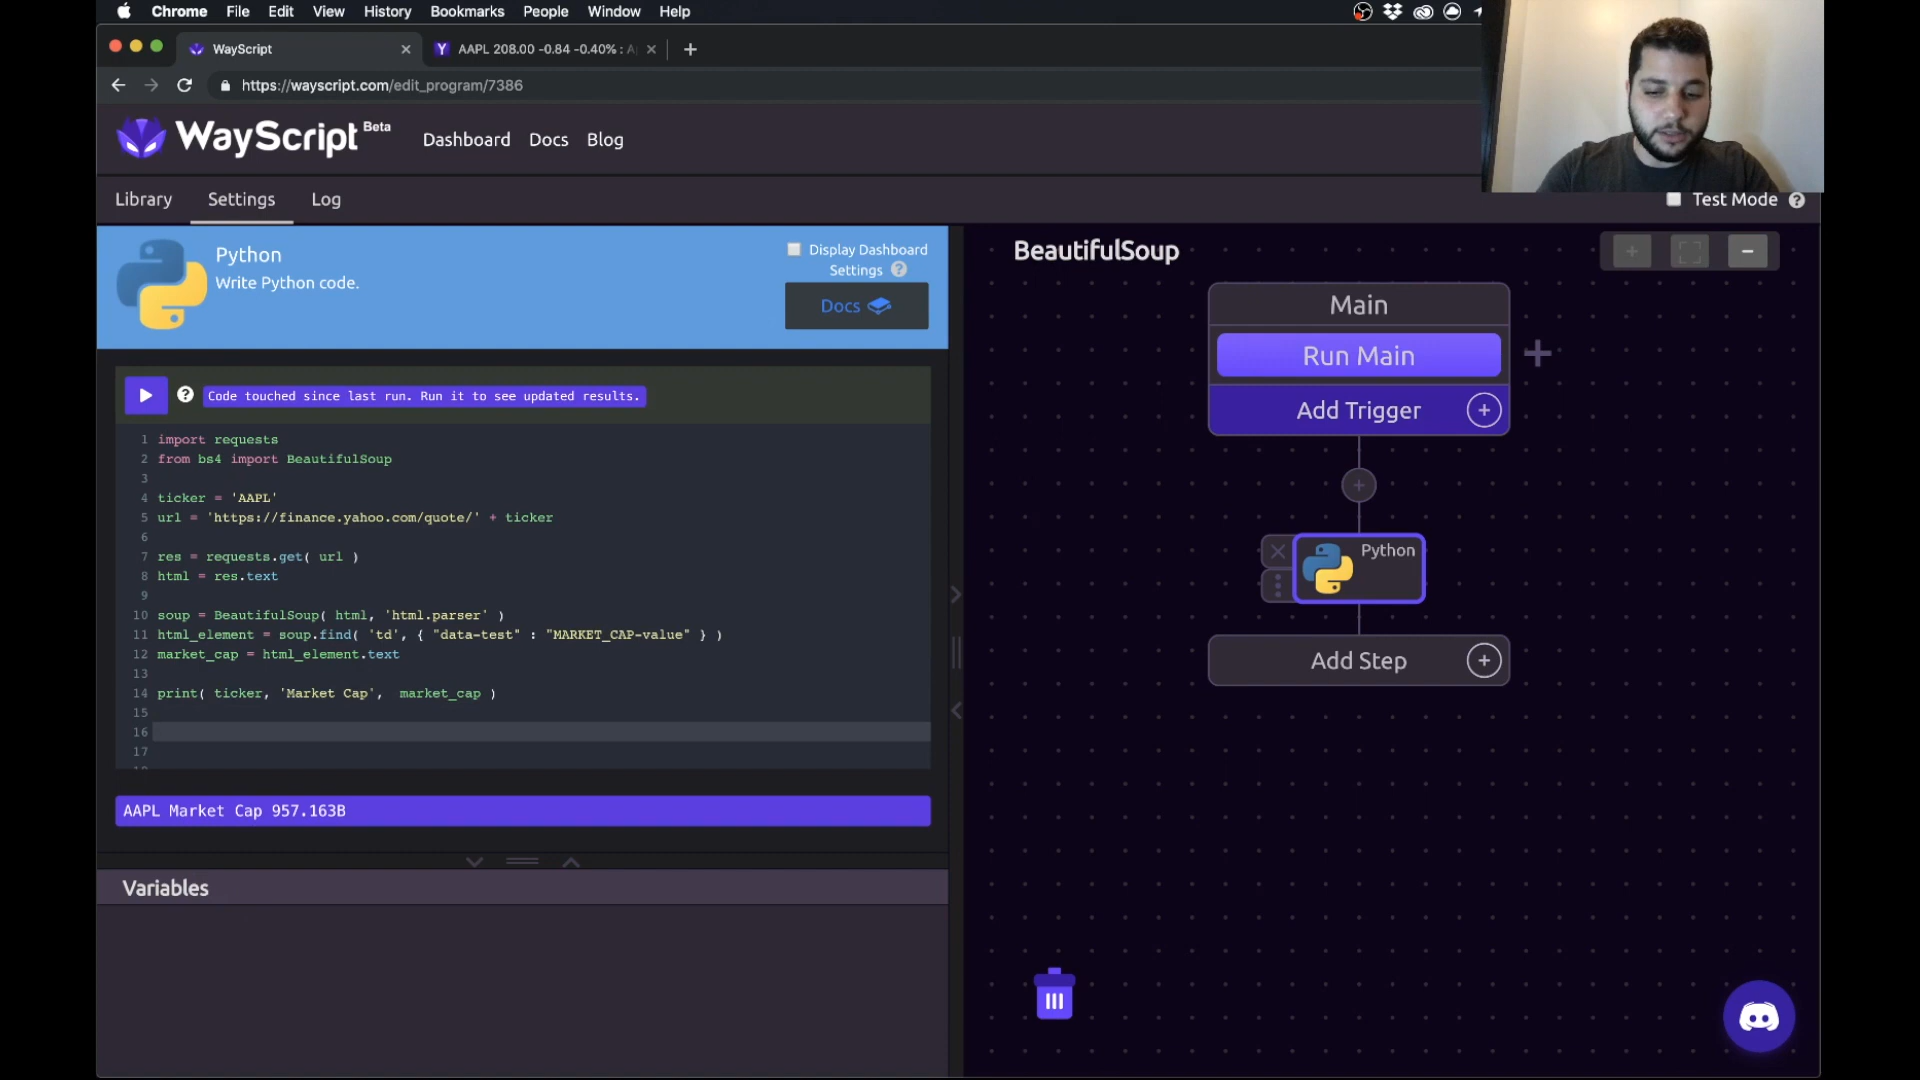 Chrome File Edit View History Bookmarks People Window Help
WayScript
AAPL 208.00 -0.84 -0.40% : A
https://wayscript.com/edit_program/7386
WayScript Beta Dashboard Docs Blog
Library Settings Log
Test Mode ?
Python
Write Python code.
Display Dashboard
Settings ?
Docs
? Code touched since last run. Run it to see updated results.
1 import requests
2 from bs4 import BeautifulSoup
3
4 ticker = 'AAPL'
5 url = 'https://finance.yahoo.com/quote/' + ticker
6
7 res = requests.get( url )
8 html = res.text
9
10 soup = BeautifulSoup( html, 'html.parser' )
11 html_element = soup.find( 'td', { "data-test" : "MARKET_CAP-value" } )
12 market_cap = html_element.text
13
14 print( ticker, 'Market Cap',  market_cap )
15
16
17
AAPL Market Cap 957.163B
Variables
BeautifulSoup
Main
Run Main
Add Trigger
Python
Add Step